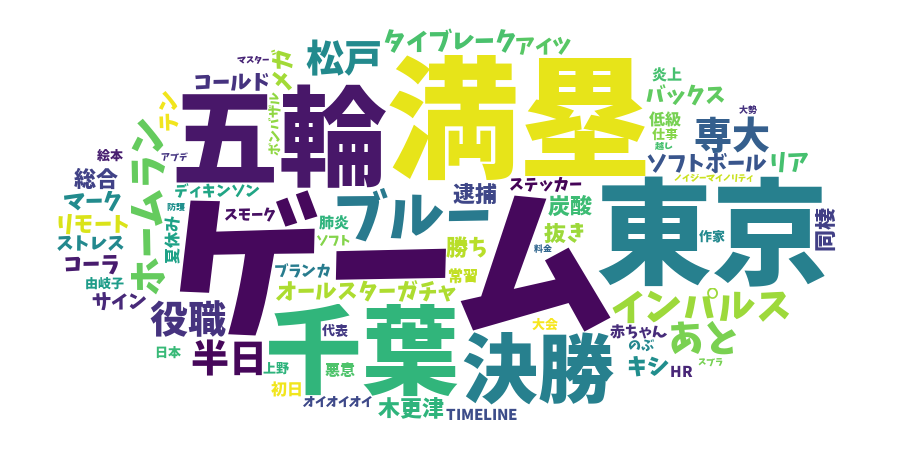 マスター
タイブレーク
アイツ
松戸
メガ
コールド
炎上
バックス
五輪
満塁
ボンバザル
テン
大勢
低級
仕事
越し
専大
絵本
アプデ
ホームラン
ソフトボール
リア
総合
ディキンソン
逮捕
ステッカー
ノイジーマイノリティ
マーク
防護
ゲーム
ブルー
炭酸
東京
リモート
スモーク
肺炎
抜き
同棲
ストレス
夏休み
ソフト
勝ち
作家
コーラ
ブランカ
常習
料金
由岐子
オールスターガチャ
インパルス
サイン
役職
千葉
代表
大会
赤ちゃん
あと
のぶ
日本
半日
上野
悪意
決勝
キシ
HR
スプラ
初日
オイオイオイ
木更津
TIMELINE